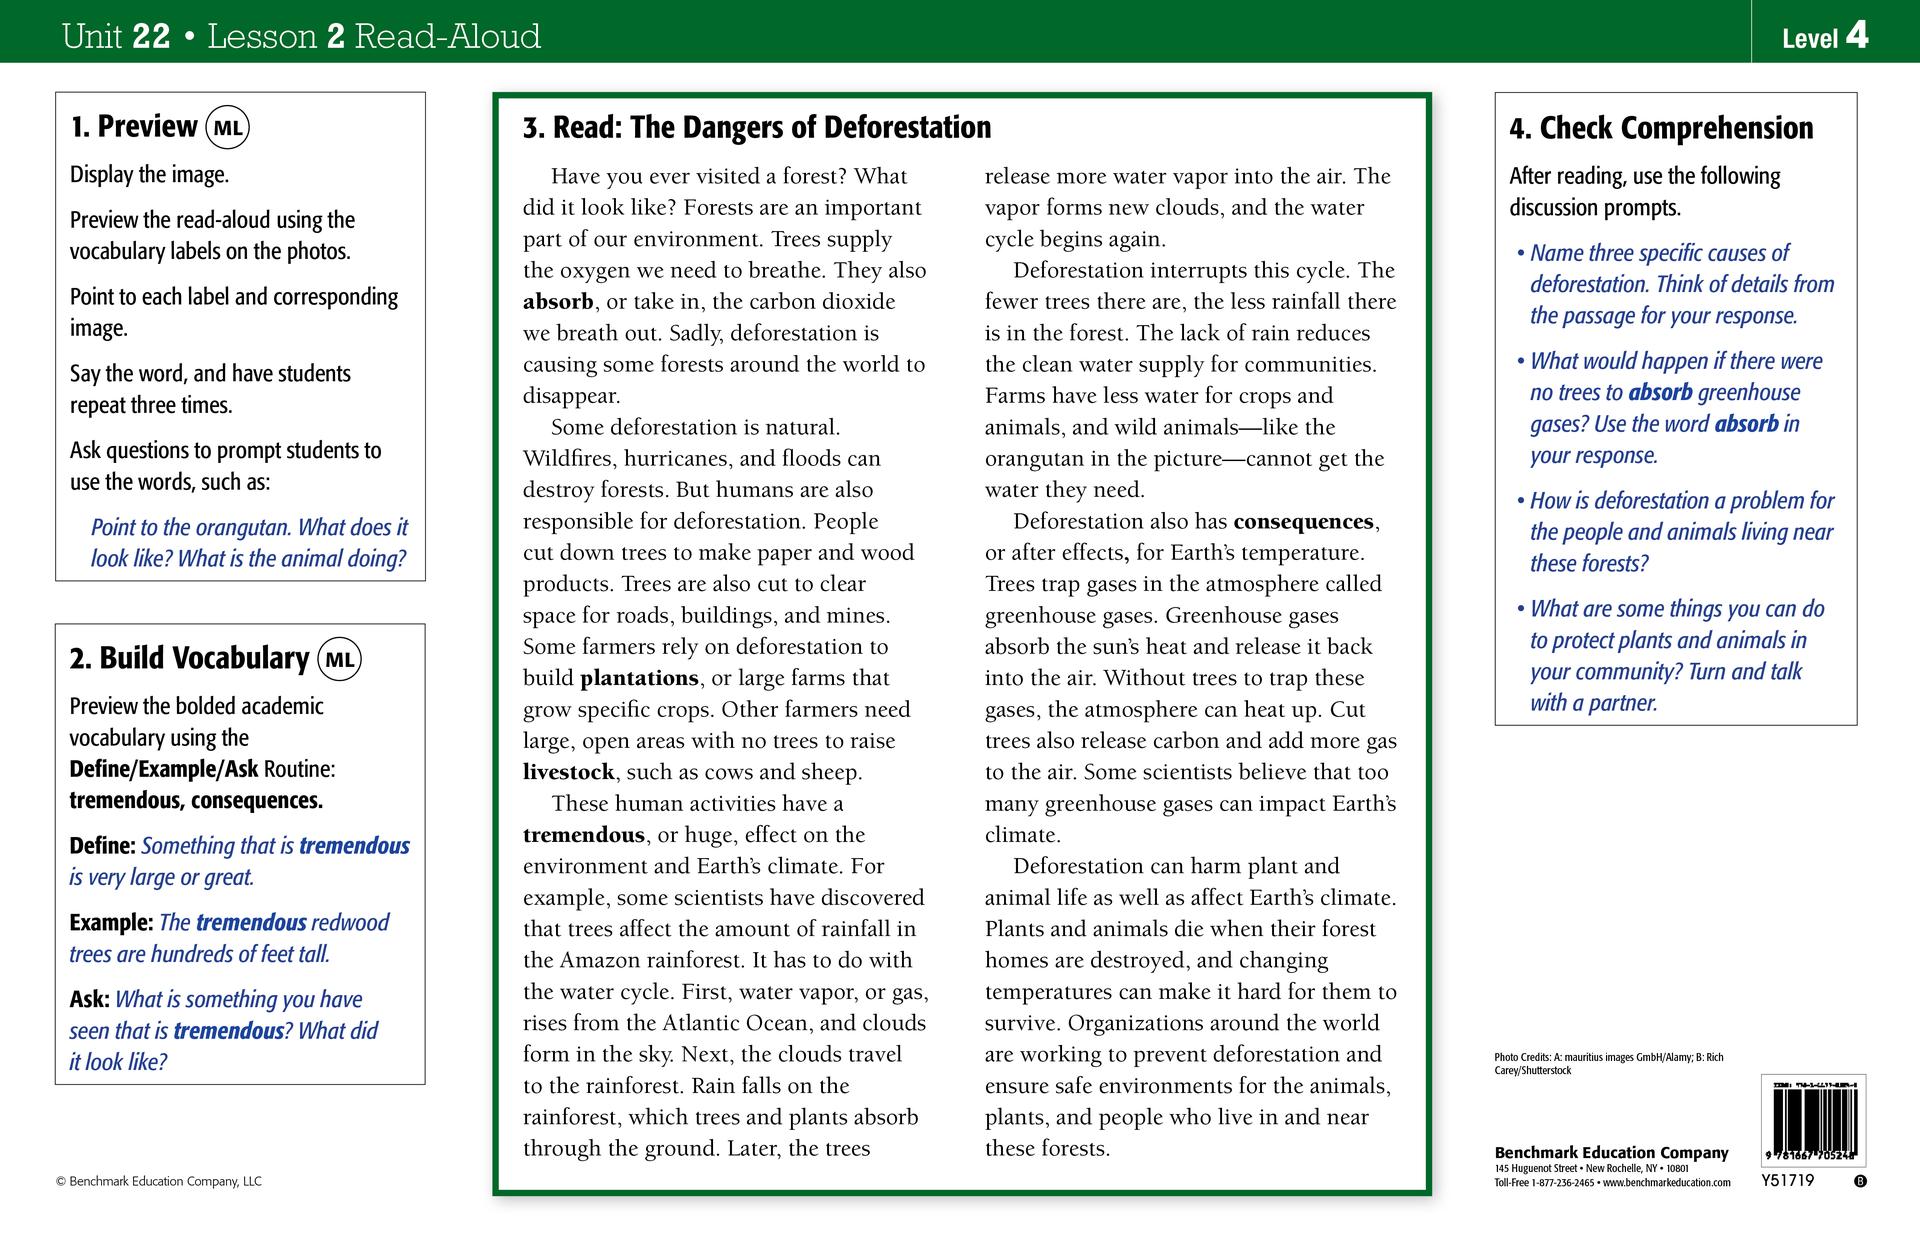 Unit 22 • Lesson 2 Read-Aloud
Level 4
1. Preview ML
Display the image.
Preview the read-aloud using the
vocabulary labels on the photos.
Point to each label and corresponding
image.
Say the word, and have students
repeat three times.
Ask questions to prompt students to
use the words, such as:
Point to the orangutan. What does it
look like? What is the animal doing?
2. Build Vocabulary ML
Preview the bolded academic
vocabulary using the
Define/Example/Ask Routine:
tremendous, consequences.
Define: Something that is tremendous
is very large or great.
Example: The tremendous redwood
trees are hundreds of feet tall.
Ask: What is something you have
seen that is tremendous? What did
it look like?
© Benchmark Education Company, LLC
3. Read: The Dangers of Deforestation
Have you ever visited a forest? What
did it look like? Forests are an important
part of our environment. Trees supply
the oxygen we need to breathe. They also
absorb, or take in, the carbon dioxide
we breath out. Sadly, deforestation is
causing some forests around the world to
disappear.
Some deforestation is natural.
Wildfires, hurricanes, and floods can
destroy forests. But humans are also
responsible for deforestation. People
cut down trees to make paper and wood
products. Trees are also cut to clear
space for roads, buildings, and mines.
Some farmers rely on deforestation to
build plantations, or large farms that
grow specific crops. Other farmers need
large, open areas with no trees to raise
livestock, such as cows and sheep.
These human activities have a
tremendous, or huge, effect on the
environment and Earth's climate. For
example, some scientists have discovered
that trees affect the amount of rainfall in
the Amazon rainforest. It has to do with
the water cycle. First, water vapor, or gas,
rises from the Atlantic Ocean, and clouds
form in the sky. Next, the clouds travel
to the rainforest. Rain falls on the
rainforest, which trees and plants absorb
through the ground. Later, the trees
release more water vapor into the air. The
vapor forms new clouds, and the water
cycle begins again.
Deforestation interrupts this cycle. The
fewer trees there are, the less rainfall there
is in the forest. The lack of rain reduces
the clean water supply for communities.
Farms have less water for crops and
animals, and wild animals—like the
orangutan in the picture—cannot get the
water they need.
Deforestation also has consequences,
or after effects, for Earth's temperature.
Trees trap gases in the atmosphere called
greenhouse gases. Greenhouse gases
absorb the sun's heat and release it back
into the air. Without trees to trap these
gases, the atmosphere can heat up. Cut
trees also release carbon and add more gas
to the air. Some scientists believe that too
many greenhouse gases can impact Earth's
climate.
Deforestation can harm plant and
animal life as well as affect Earth's climate.
Plants and animals die when their forest
homes are destroyed, and changing
temperatures can make it hard for them to
survive. Organizations around the world
are working to prevent deforestation and
ensure safe environments for the animals,
plants, and people who live in and near
these forests.
4. Check Comprehension
After reading, use the following
discussion prompts.
• Name three specific causes of
deforestation. Think of details from
the passage for your response.
• What would happen if there were
no trees to absorb greenhouse
gases? Use the word absorb in
your response.
• How is deforestation a problem for
the people and animals living near
these forests?
• What are some things you can do
to protect plants and animals in
your community? Turn and talk
with a partner.
Photo Credits: A: mauritius images GmbH/Alamy; B: Rich
Carey/Shutterstock
Benchmark Education Company
145 Huguenot Street • New Rochelle, NY • 10801
Toll-Free 1-877-236-2465 • www.benchmarkeducation.com
Y51719
B